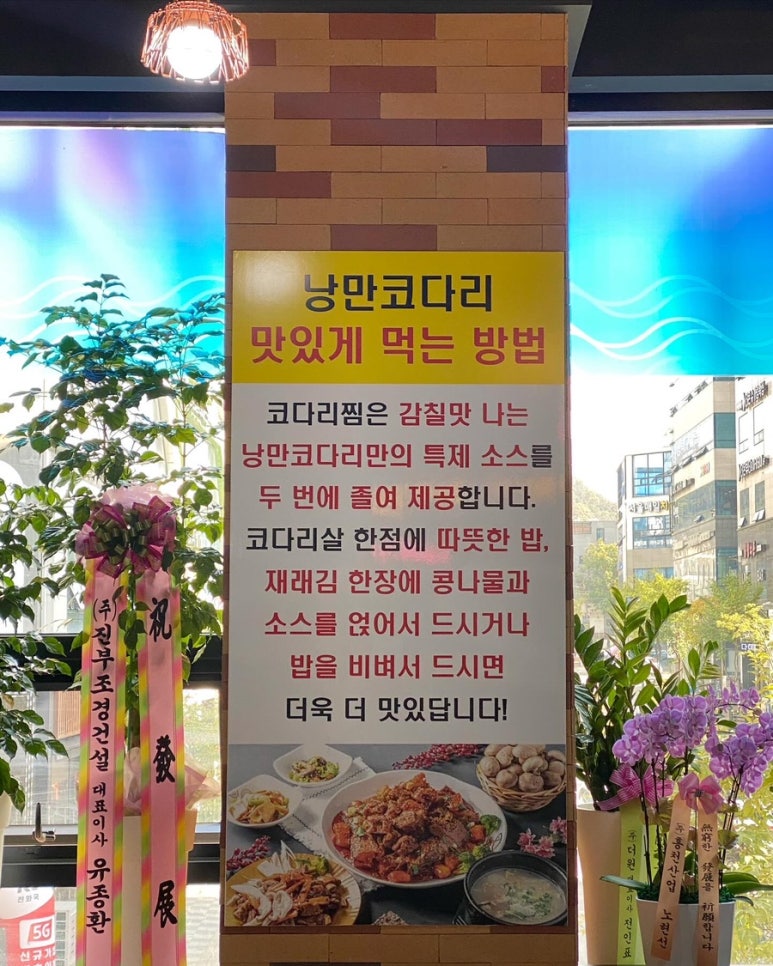 낭만코다리
맛있게 먹는 방법
코다리찜은 감칠맛 나는
낭만코다리만의 특제 소스를
두 번에 졸여 제공합니다.
코다리살 한점에 따뜻한 밥,
재래김 한장에 콩나물과
소스를 얹어서 드시거나
밥을 비벼서 드시면
더욱 더 맛있답니다!
(주)진부조경건설 대표이사 유종환
祝發展
5G
신규가